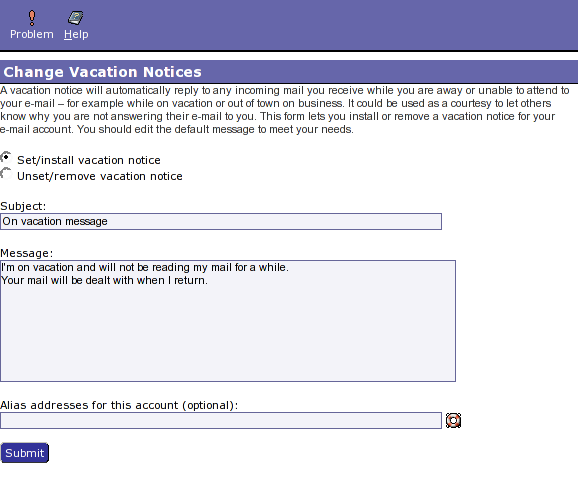 Problem Help
Change Vacation Notices
A vacation notice will automatically reply to any incoming mail you receive while you are away or unable to attend to
your e-mail – for example while on vacation or out of town on business. It could be used as a courtesy to let others
know why you are not answering their e-mail to you. This form lets you install or remove a vacation notice for your
e-mail account. You should edit the default message to meet your needs.
Set/install vacation notice
Unset/remove vacation notice
Subject:
On vacation message
Message:
I'm on vacation and will not be reading my mail for a while.
Your mail will be dealt with when I return.
Alias addresses for this account (optional):
Submit